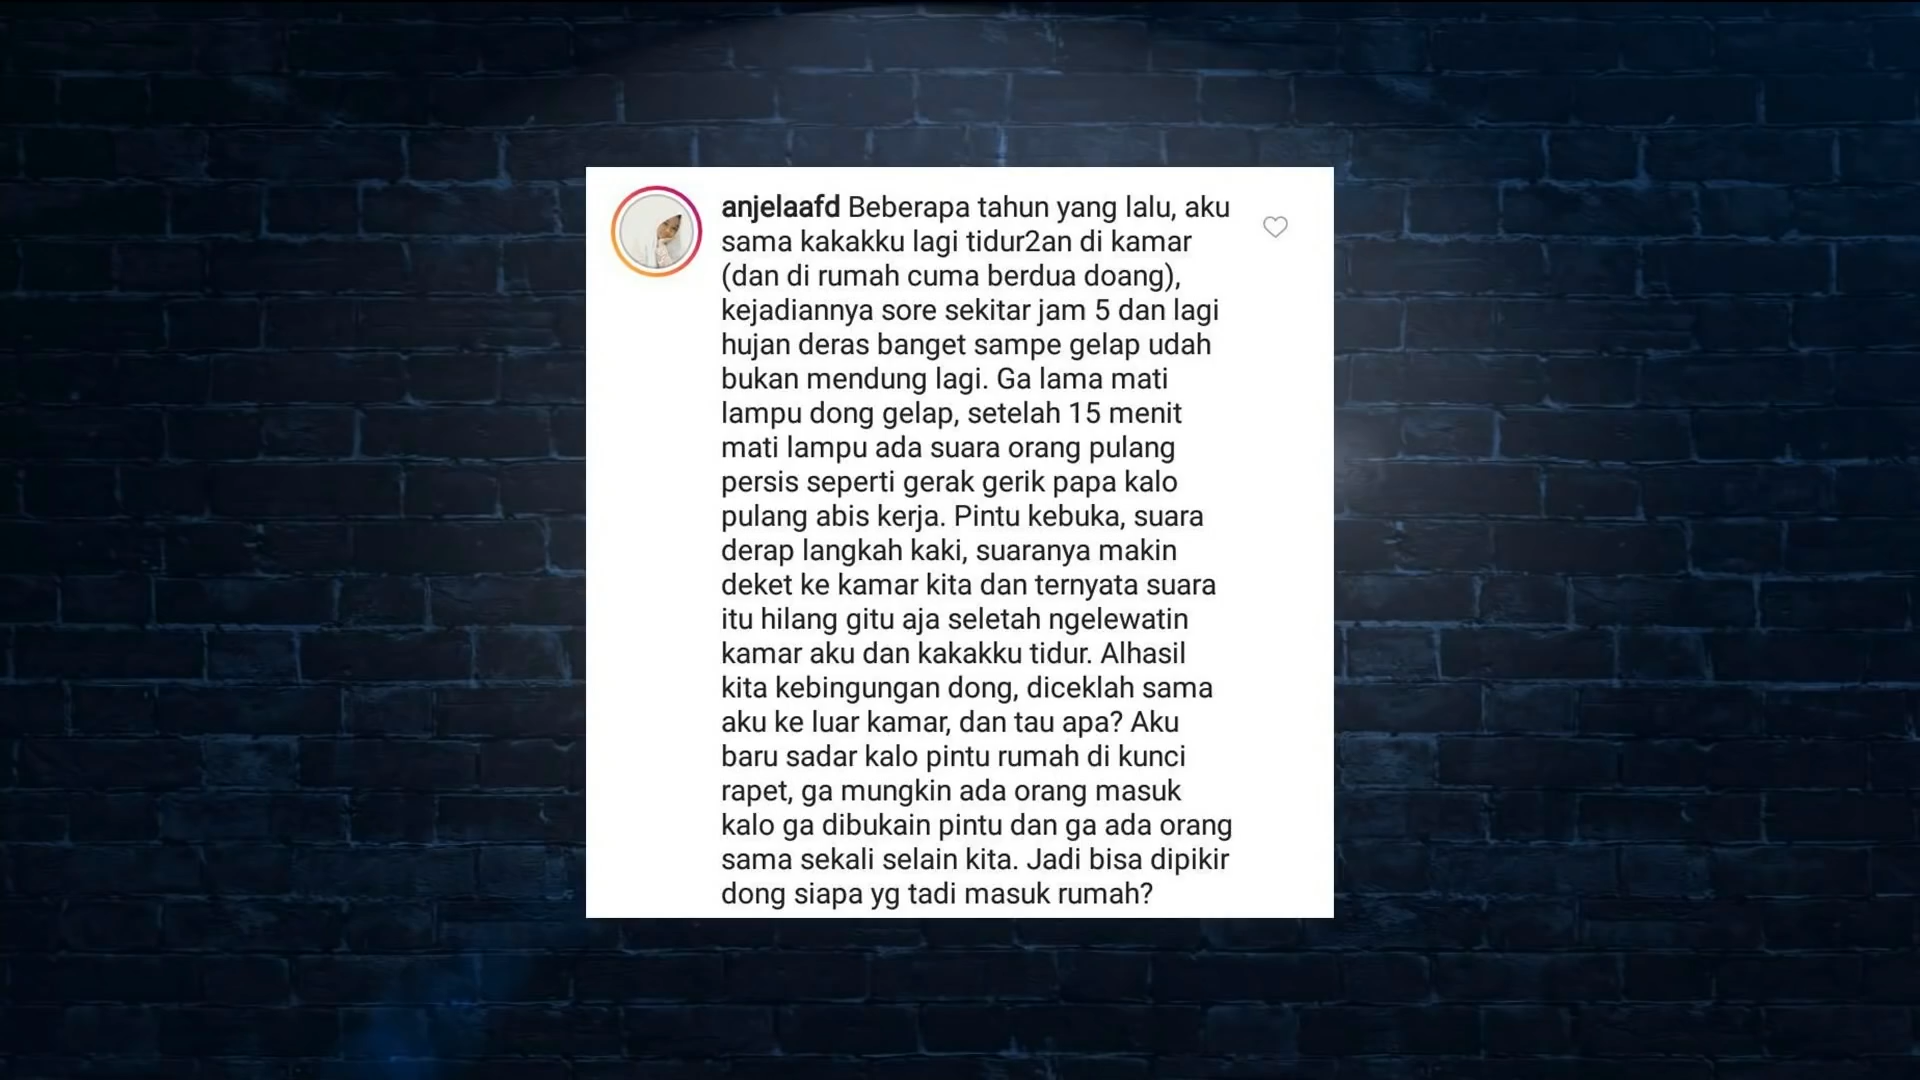 anjelaafd Beberapa tahun yang lalu, aku
sama kakakku lagi tidur2an di kamar
(dan di rumah cuma berdua doang),
kejadiannya sore sekitar jam 5 dan lagi
hujan deras banget sampe gelap udah
bukan mendung lagi. Ga lama mati
lampu dong gelap, setelah 15 menit
mati lampu ada suara orang pulang
persis seperti gerak gerik papa kalo
pulang abis kerja. Pintu kebuka, suara
derap langkah kaki, suaranya makin
deket ke kamar kita dan ternyata suara
itu hilang gitu aja seletah ngelewatin
kamar aku dan kakakku tidur. Alhasil
kita kebingungan dong, diceklah sama
aku ke luar kamar, dan tau apa? Aku
baru sadar kalo pintu rumah di kunci
rapet, ga mungkin ada orang masuk
kalo ga dibukain pintu dan ga ada orang
sama sekali selain kita. Jadi bisa dipikir
dong siapa yg tadi masuk rumah?